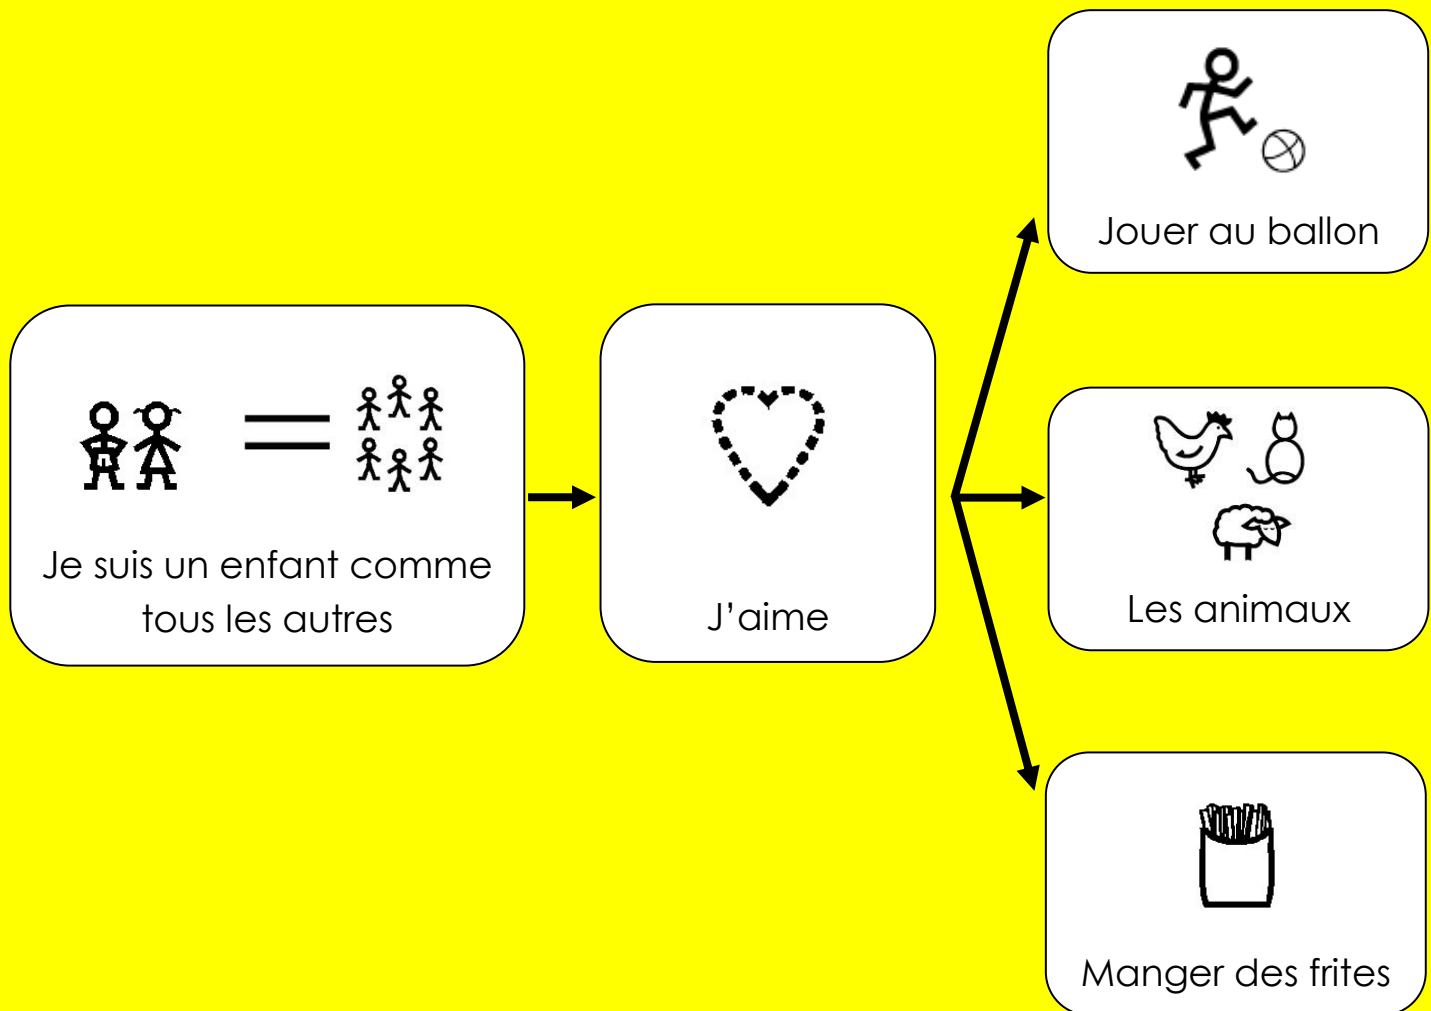 Je suis un enfant comme
tous les autres
J’aime
Jouer au ballon
Les animaux
Manger des frites